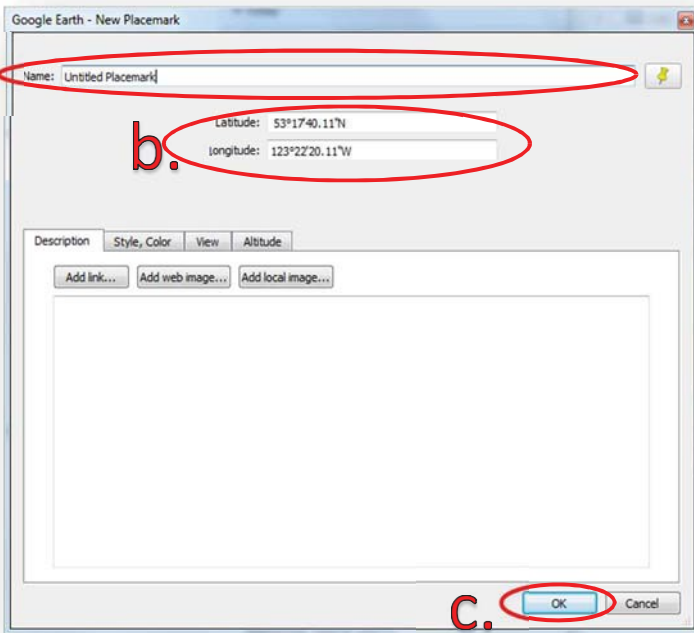 Google Earth - New Placemark
Name: Untitled Placemark
b.
Latitude: 53°17'40.11"N
Longitude: 123°22'20.11"W
Description Style, Color View Altitude
Add link... Add web image... Add local image...
c.
OK Cancel